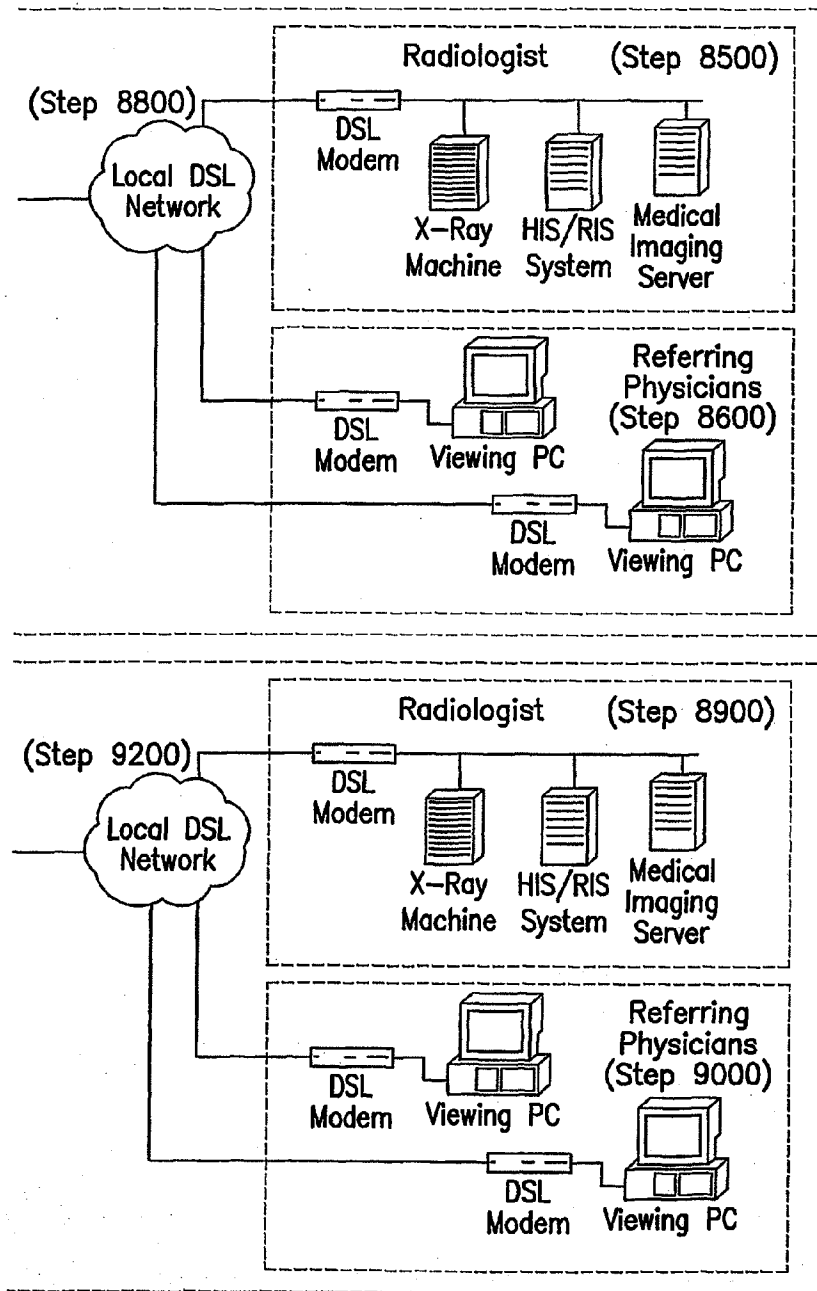 Radiologist (Step 8500)
(Step 8800)
DSL
Modem
Local DSL
Network
X-Ray
Machine
HIS/RIS
System
Medical
Imaging
Server
Referring
Physicians
(Step 8600)
DSL
Modem
Viewing PC
DSL
Modem
Viewing PC
Radiologist (Step 8900)
(Step 9200)
DSL
Modem
Local DSL
Network
X-Ray
Machine
HIS/RIS
System
Medical
Imaging
Server
Referring
Physicians
(Step 9000)
DSL
Modem
Viewing PC
DSL
Modem
Viewing PC